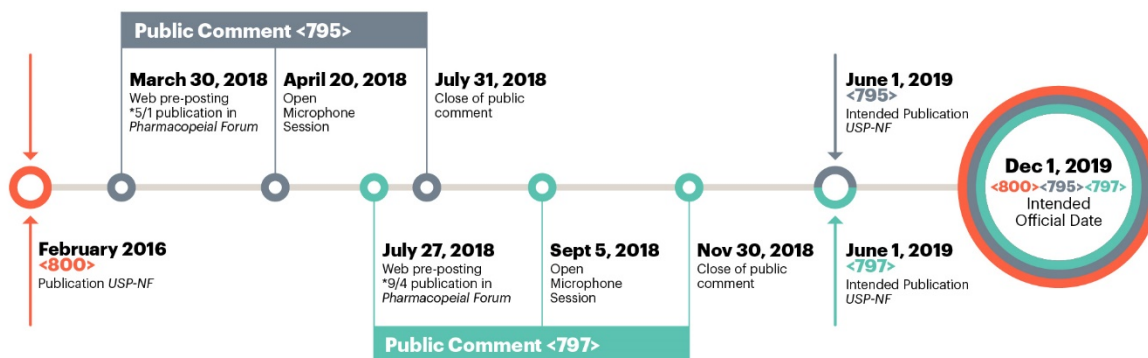 Public Comment <795>
March 30, 2018
Web pre-posting
*5/1 publication in
Pharmacopeial Forum
April 20, 2018
Open
Microphone
Session
July 31, 2018
Close of public
comment
June 1, 2019
<795>
Intended Publication
USP-NF
Dec 1, 2019
<800> <795> <797>
Intended
Official Date
February 2016
<800>
Publication USP-NF
July 27, 2018
Web pre-posting
*9/4 publication in
Pharmacopeial Forum
Sept 5, 2018
Open
Microphone
Session
Nov 30, 2018
Close of public
comment
June 1, 2019
<797>
Intended Publication
USP-NF
Public Comment <797>